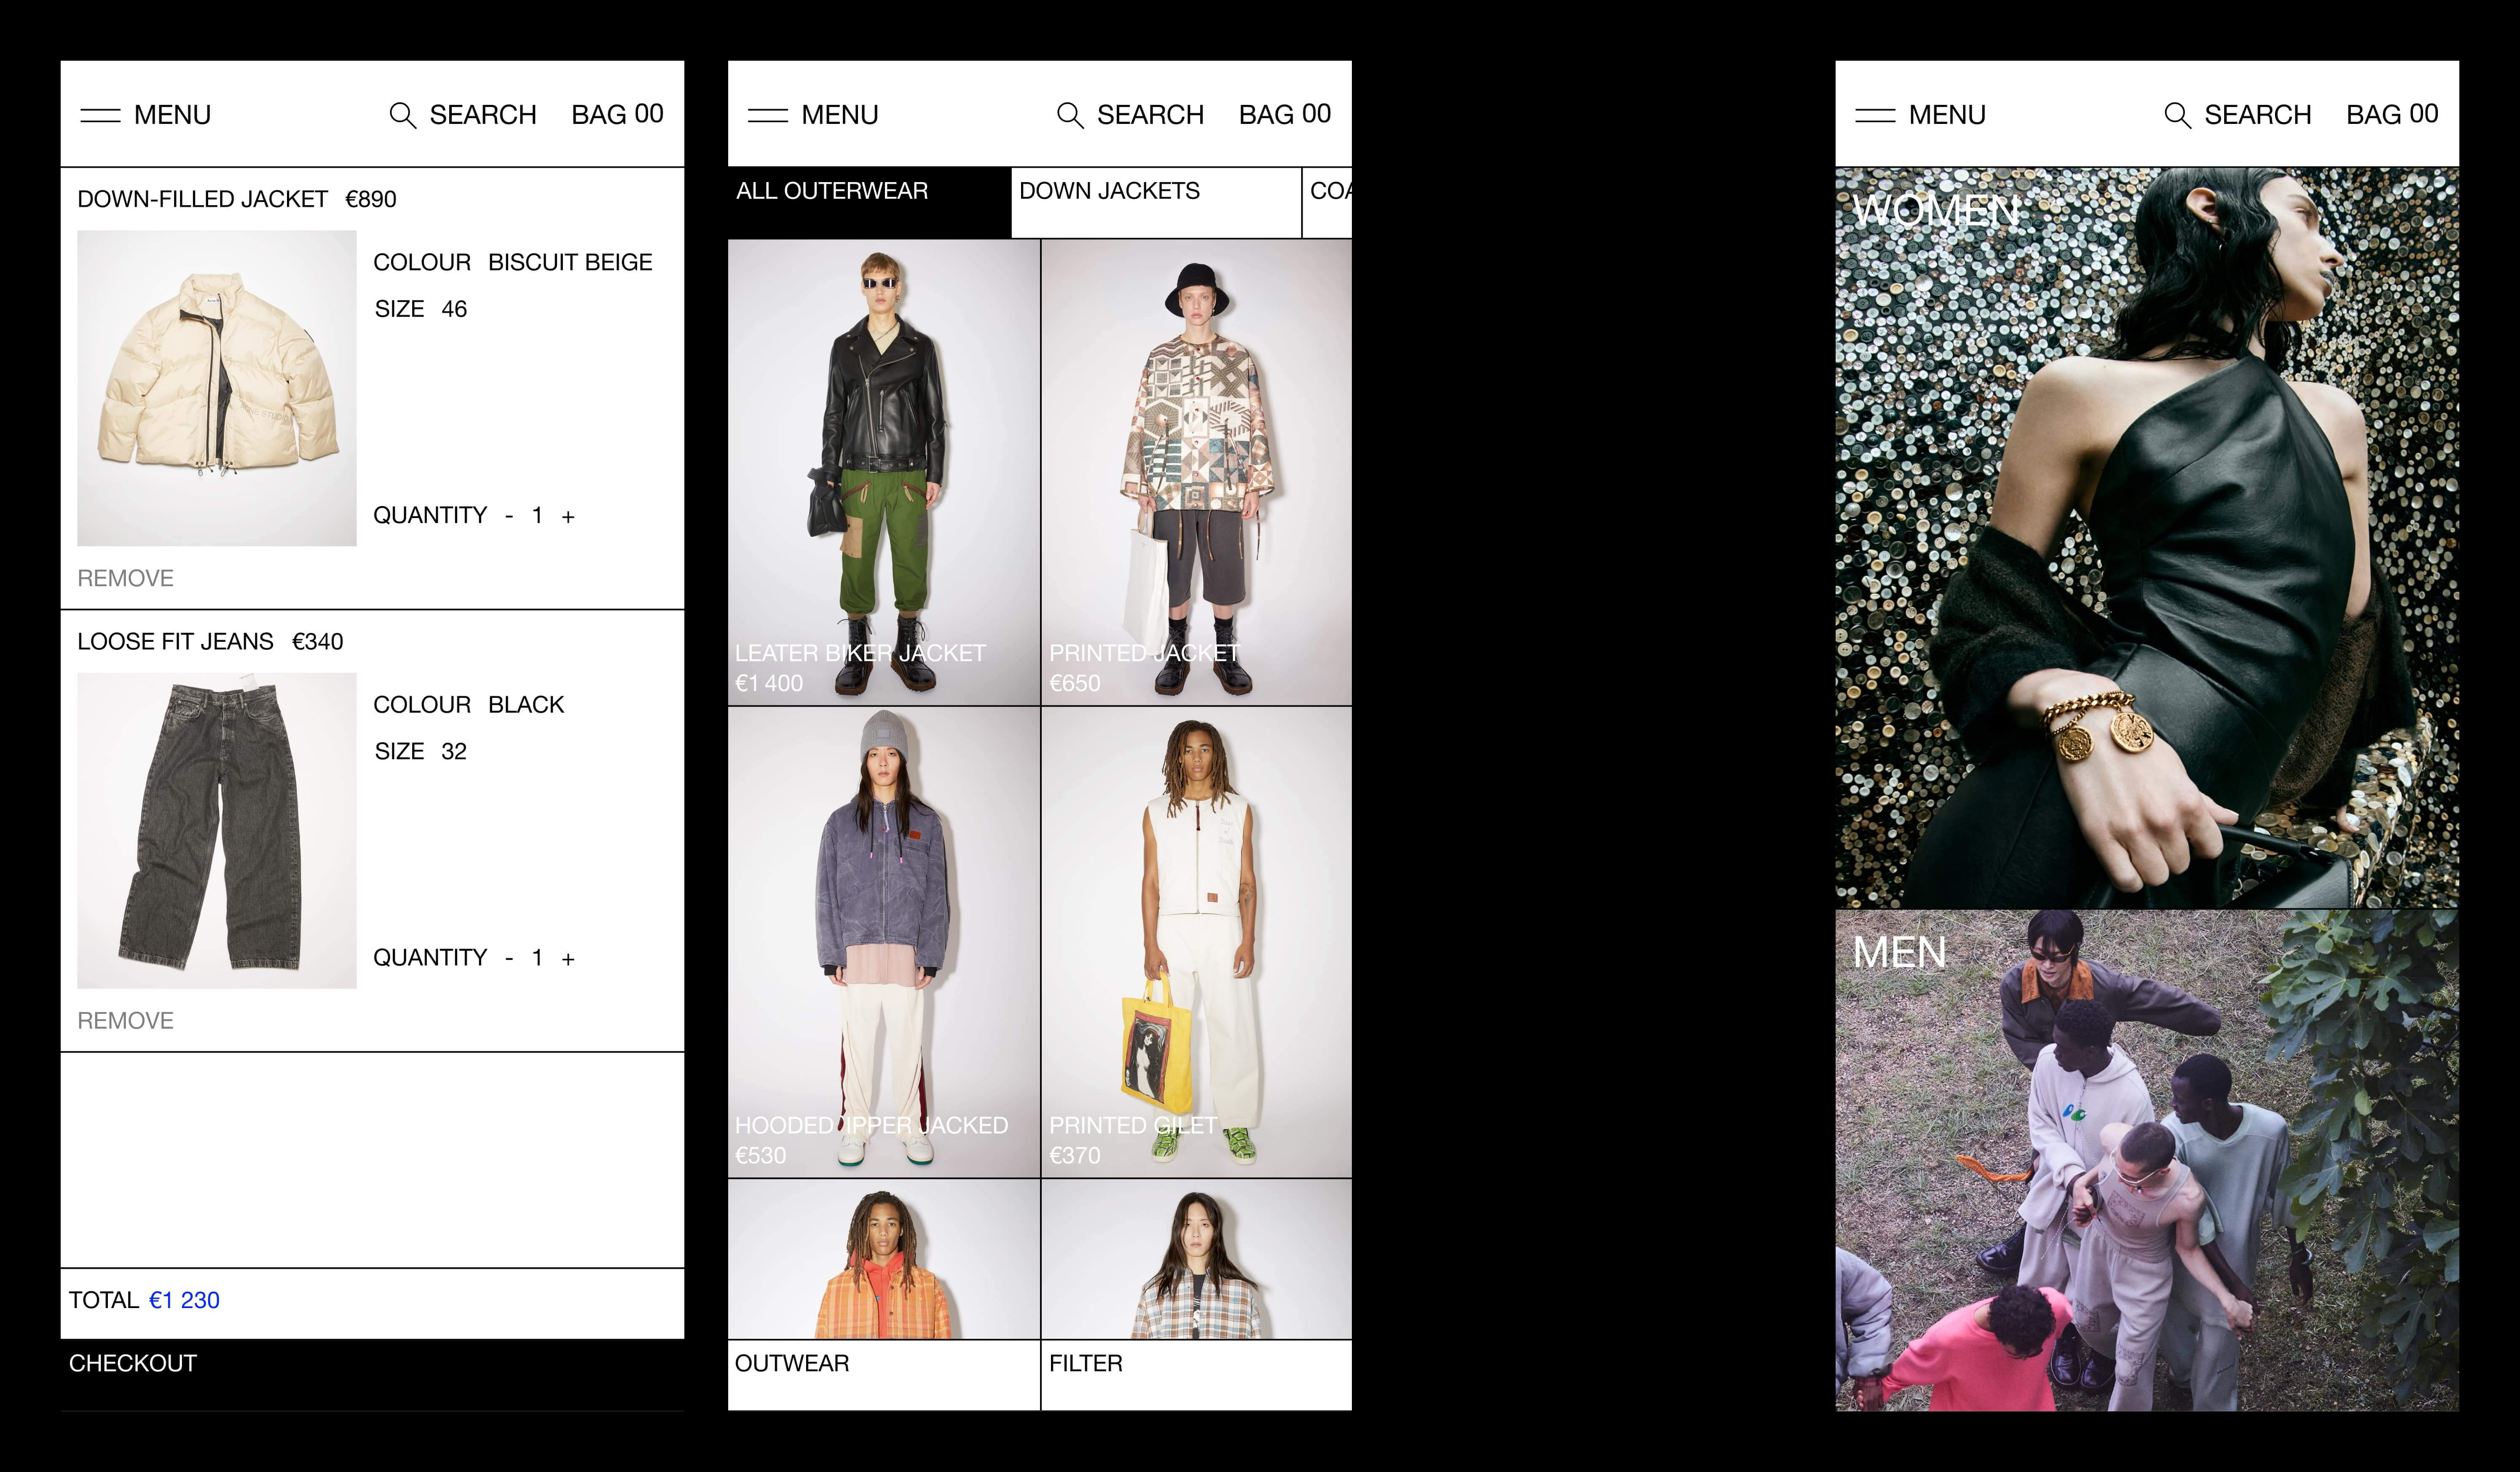 MENU SEARCH BAG 00
DOWN-FILLED JACKET €890
COLOUR BISCUIT BEIGE
SIZE 46
QUANTITY - 1 +
REMOVE
LOOSE FIT JEANS €340
COLOUR BLACK
SIZE 32
QUANTITY - 1 +
REMOVE
TOTAL €1 230
CHECKOUT
MENU SEARCH BAG 00
ALL OUTERWEAR DOWN JACKETS COA
LEATER BIKER JACKET
€1 400
PRINTED JACKET
€650
HOODED IPPER JACKED
€530
PRINTED GILET
€370
OUTWEAR FILTER
MENU SEARCH BAG 00
WOMEN
MEN